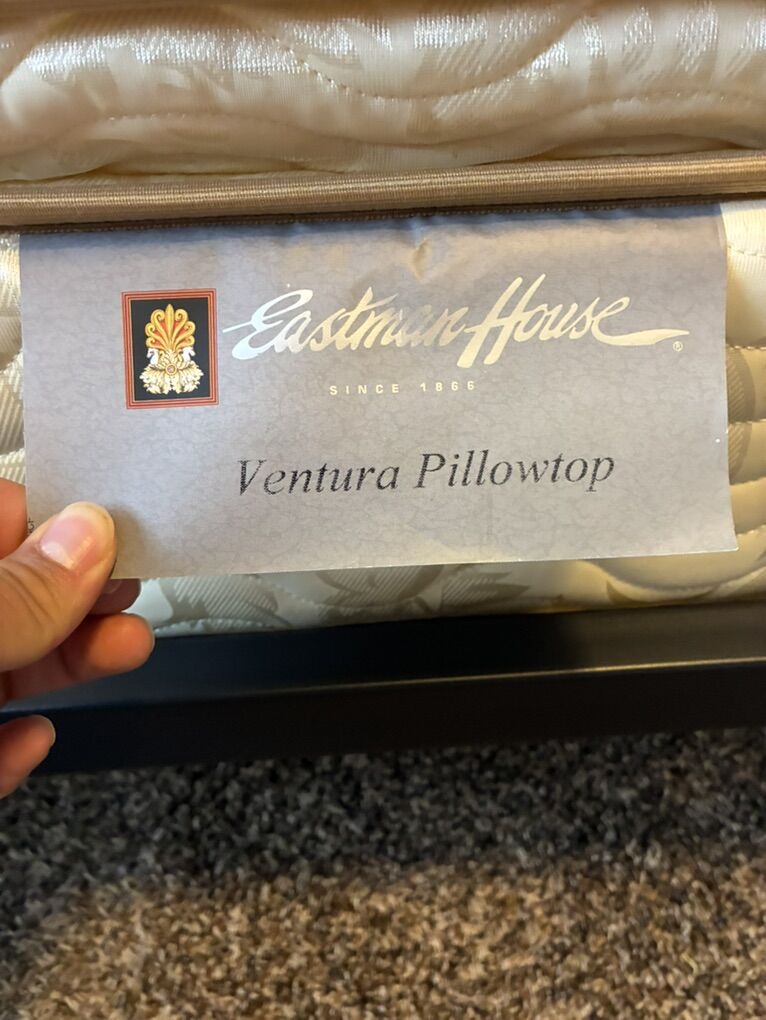 Eastman House ®
SINCE 1866
Ventura Pillowtop